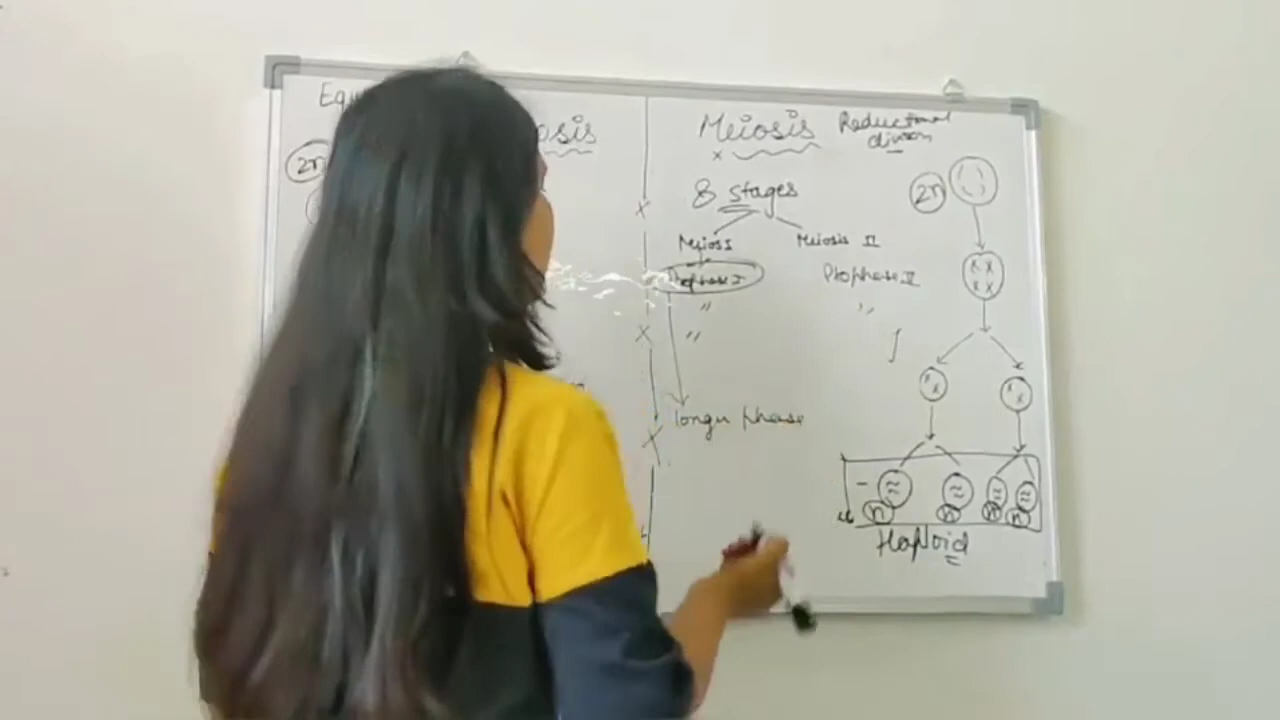 Equ
osis
2n
Meiosis
Reductional
division
8 stages
2n
Meiosis I
Meiosis II
Prophase I
Prophase II
"
"
"
longer phase
n n n n
Haploid